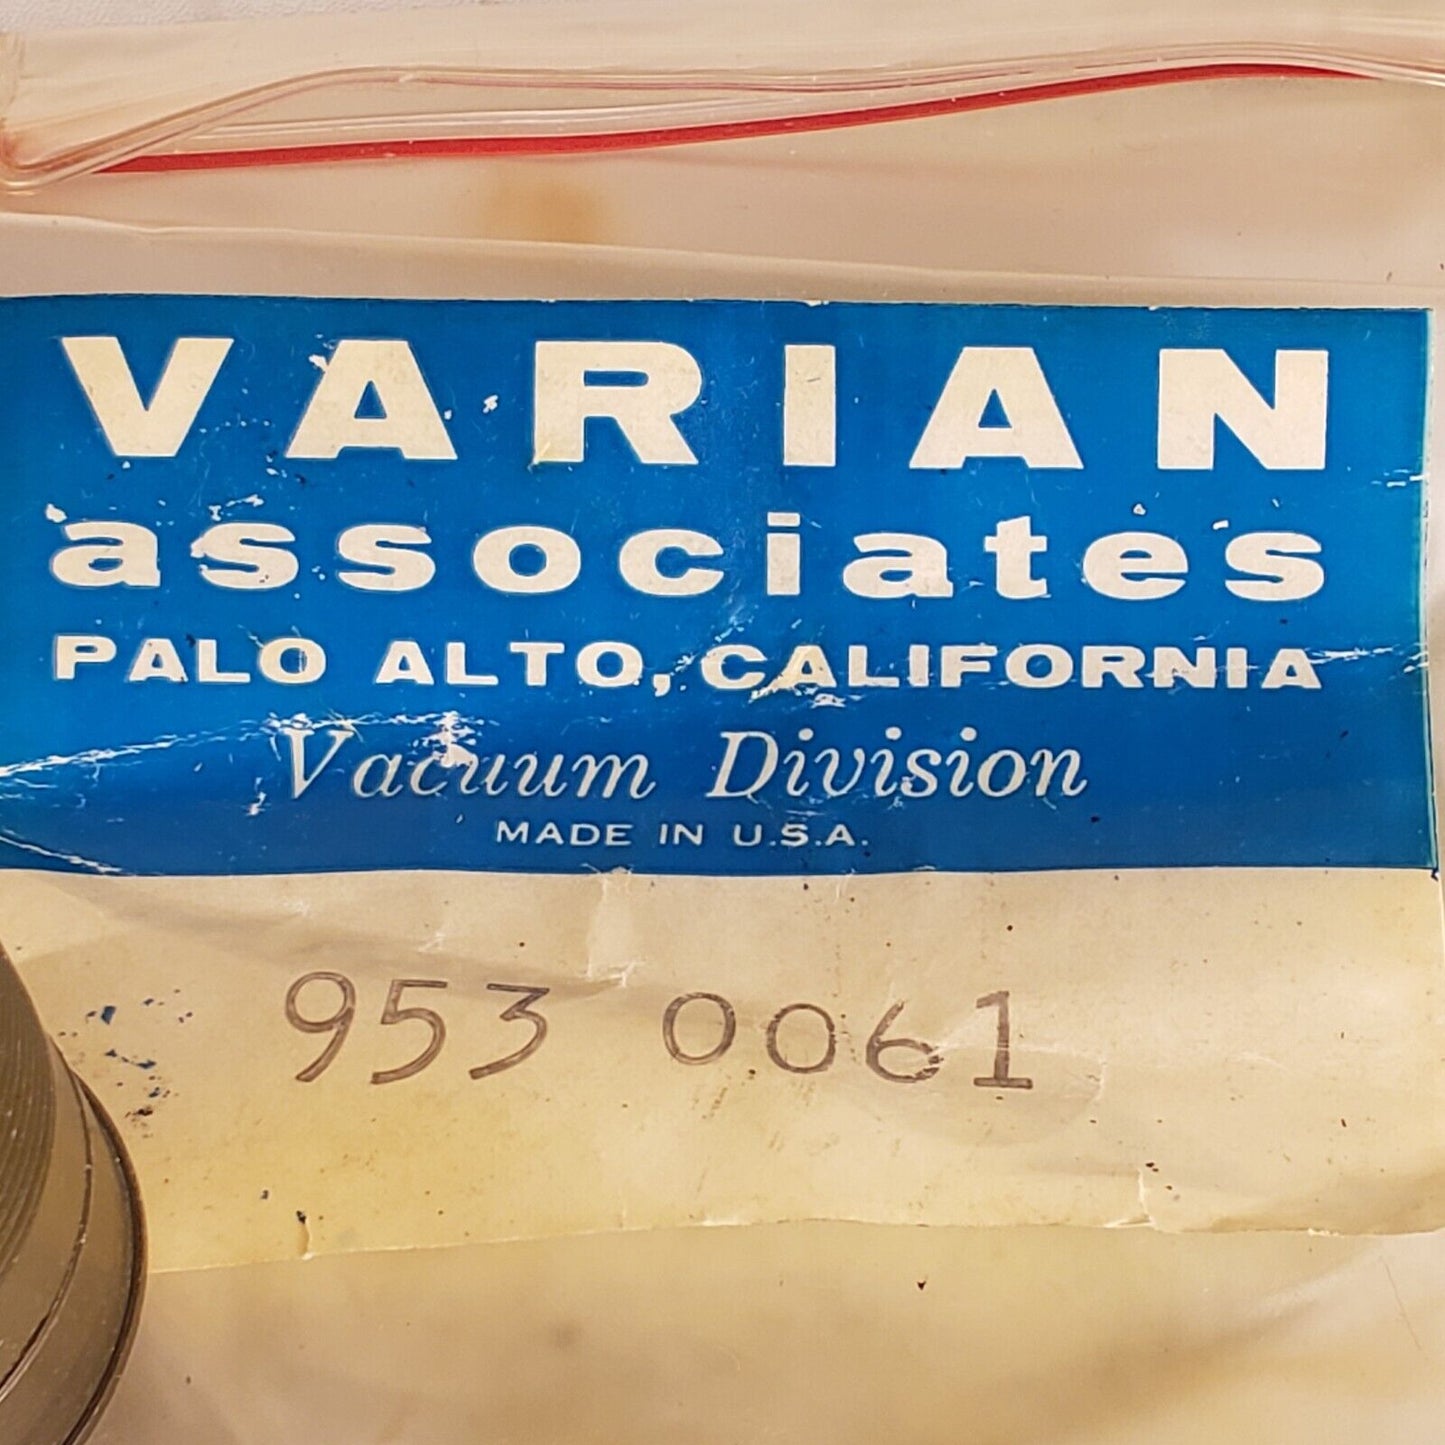 VARIAN
associates
PALO ALTO, CALIFORNIA
Vacuum Division
MADE IN U.S.A.
953 0061